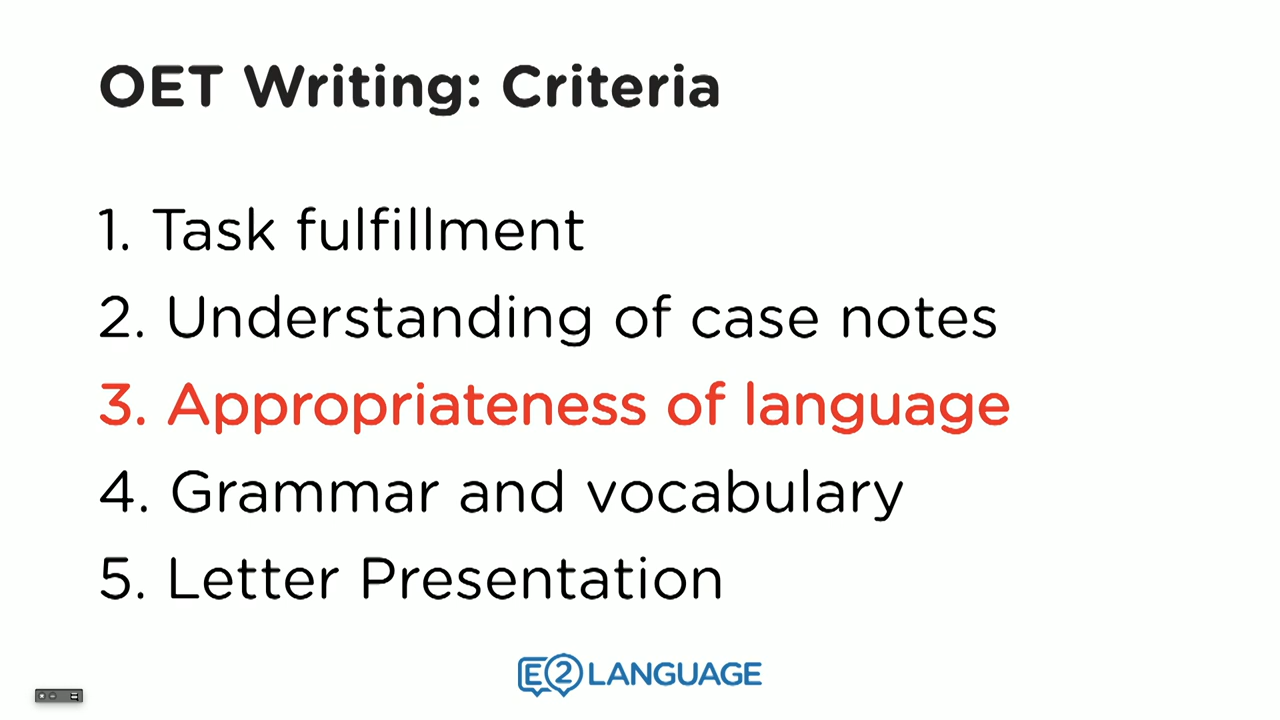 OET Writing: Criteria
1. Task fulfillment
2. Understanding of case notes
3. Appropriateness of language
4. Grammar and vocabulary
5. Letter Presentation
E2 LANGUAGE